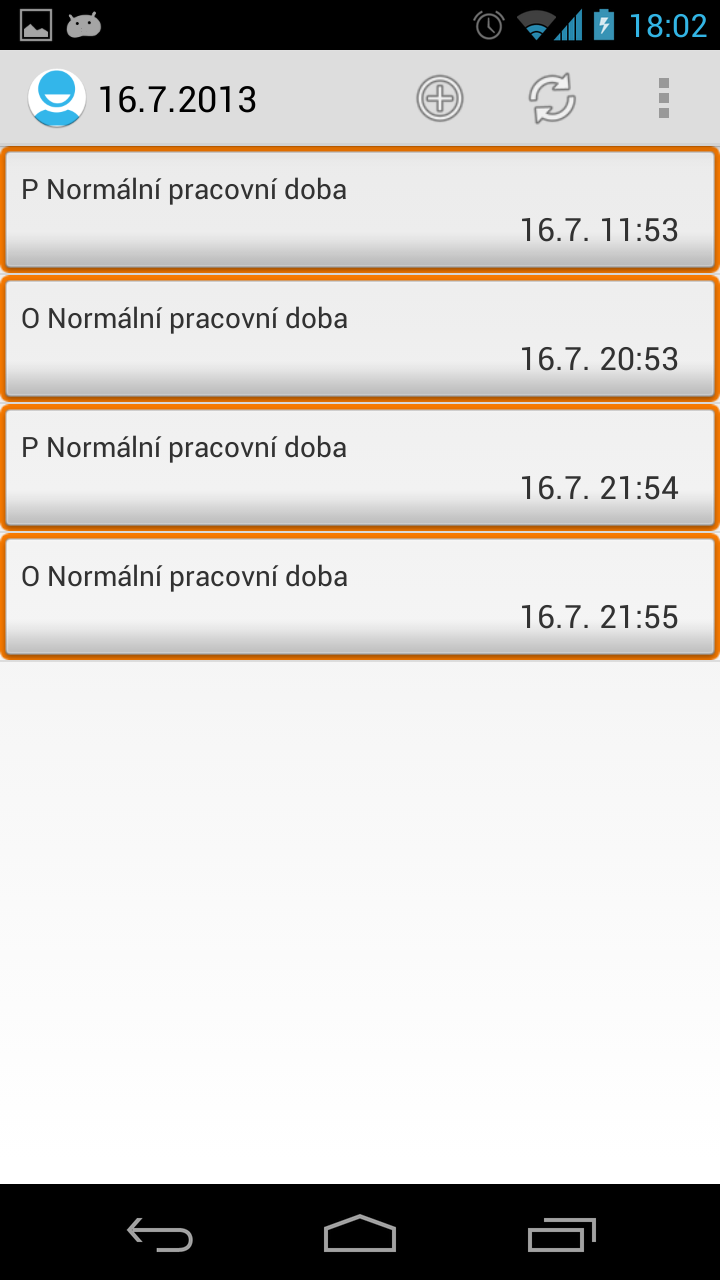 18:02
16.7.2013
P Normální pracovní doba
16.7. 11:53
O Normální pracovní doba
16.7. 20:53
P Normální pracovní doba
16.7. 21:54
O Normální pracovní doba
16.7. 21:55